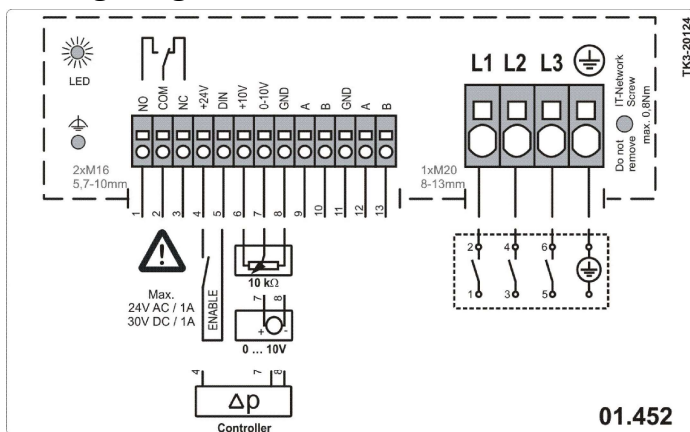 TK3-20124
LED
NO
COM
NC
+24V
DIN
+10V
0-10V
GND
A
B
GND
A
B
L1 L2 L3
IT-Network
Screw
Do not
remove
max. 0,8Nm
2xM16
5,7-10mm
1xM20
8-13mm
1
2
3
4
5
6
7
8
9
10
11
12
13
2 4 6
1 3 5
Max.
24V AC / 1A
30V DC / 1A
ENABLE
10 kΩ
7 8
+ -
0 ... 10V
4 7 8
Δp
Controller
01.452